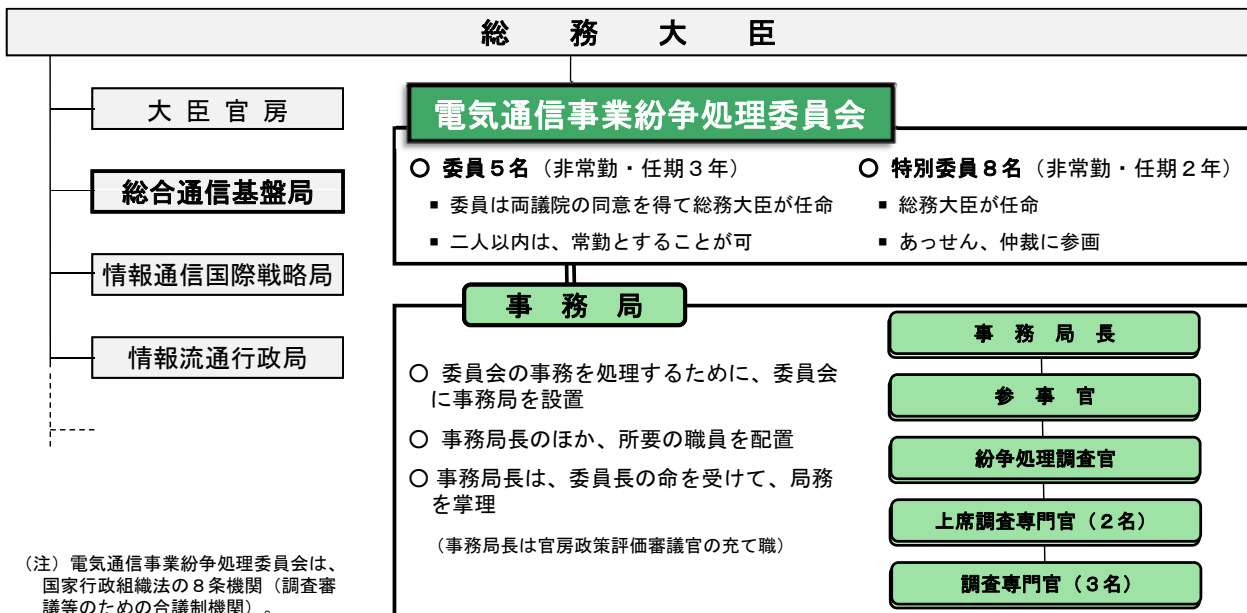 総務大臣
大臣官房
総合通信基盤局
情報通信国際戦略局
情報流通行政局
電気通信事業紛争処理委員会
○ 委員５名（非常勤・任期３年）
▪ 委員は両議院の同意を得て総務大臣が任命
▪ 二人以内は、常勤とすることが可
○ 特別委員８名（非常勤・任期２年）
▪ 総務大臣が任命
▪ あっせん、仲裁に参画
事務局
○ 委員会の事務を処理するために、委員会
に事務局を設置
○ 事務局長のほか、所要の職員を配置
○ 事務局長は、委員長の命を受けて、局務
を掌理
（事務局長は官房政策評価審議官の充て職）
事務局長
参事官
紛争処理調査官
上席調査専門官（２名）
調査専門官（３名）
（注）電気通信事業紛争処理委員会は、
国家行政組織法の８条機関（調査審
議等のための合議制機関）。